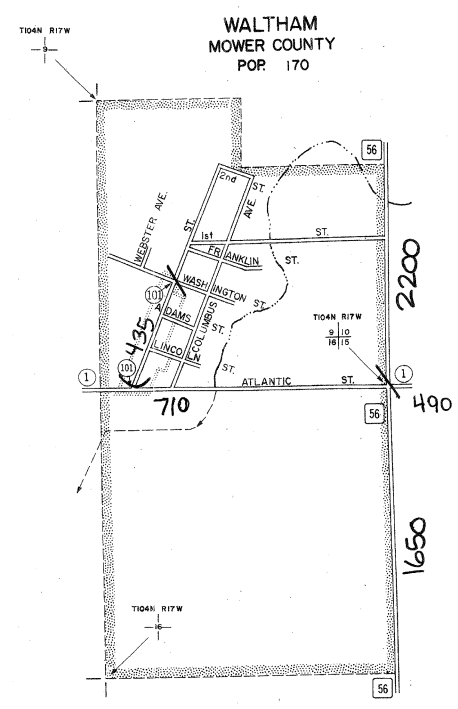 WALTHAM
MOWER COUNTY
POP. 170
T104N R17W
9
56
2nd ST.
WEBSTER AVE.
ST.
AVE.
1st ST.
FRANKLIN ST.
WASHINGTON ST.
101
ADAMS ST.
COLUMBUS
2200
T104N R17W
9 10
16 15
435
LINCOLN ST.
101
1
ATLANTIC ST.
1
710
56
490
1650
T104N R17W
16
56